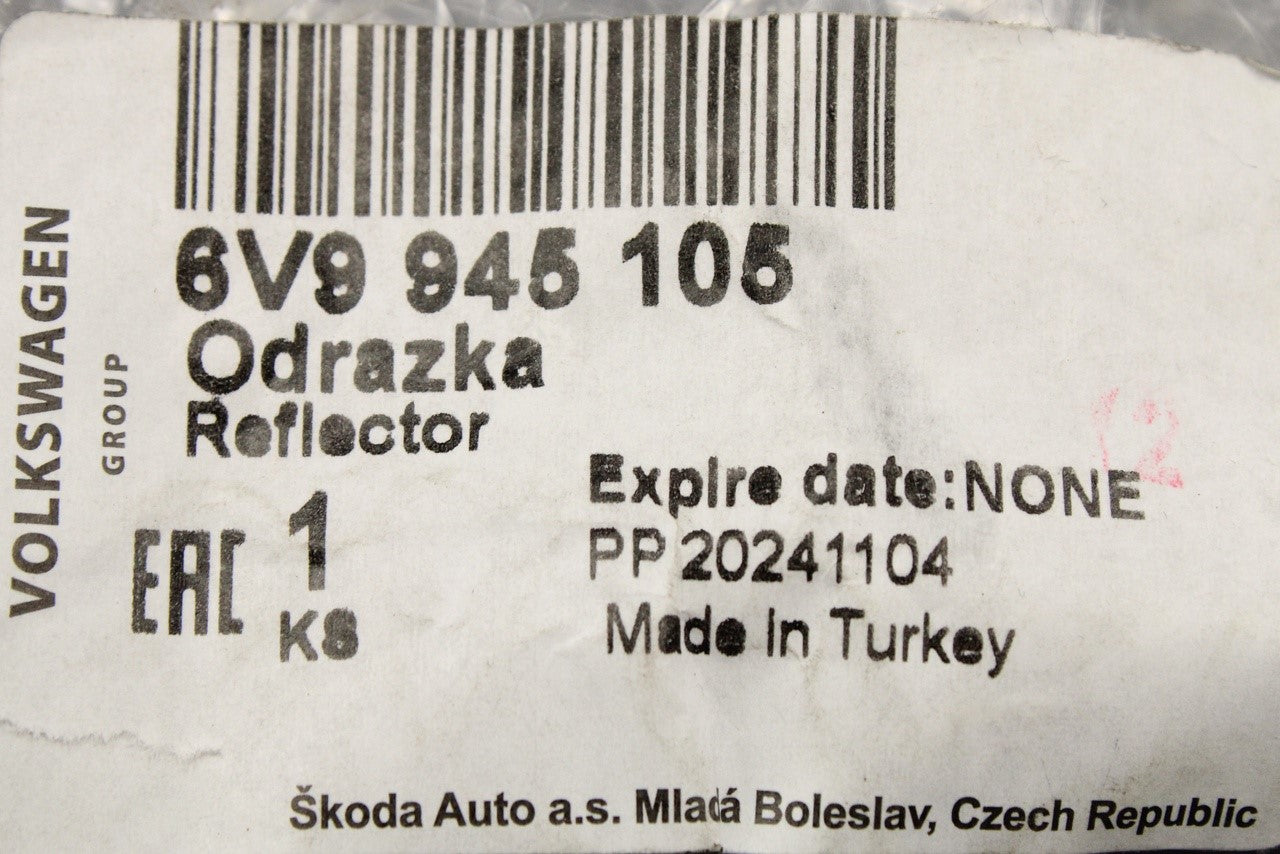 VOLKSWAGEN
GROUP
6V9 945 105
Odrazka
Reflector
EAC
1
KS
Expire date:NONE
PP 20241104
Made in Turkey
2
Škoda Auto a.s. Mladá Boleslav, Czech Republic